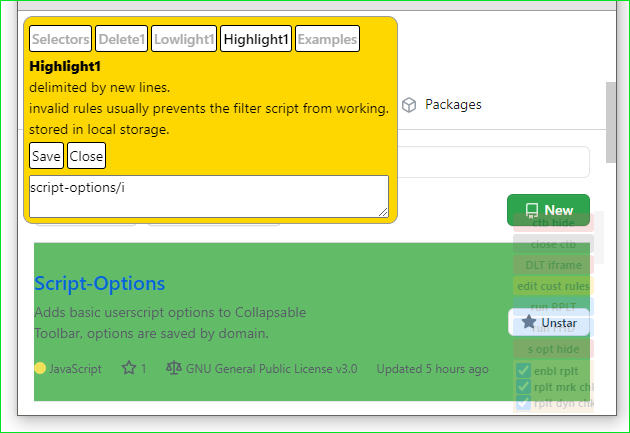 Selectors Delete1 Lowlight1 Highlight1 Examples
Highlight1
delimited by new lines.
invalid rules usually prevents the filter script from working.
stored in local storage.
Save Close
script-options/i
Packages
New
ctb hide
close ctb
DLT iframe
edit cust rules
run RPLT
Script-Options
Adds basic userscript options to Collapsable
Toolbar, options are saved by domain.
Unstar
s opt hide
JavaScript 1 GNU General Public License v3.0 Updated 5 hours ago
enbl rplt
rplt mrk chk
rplt dyn chk